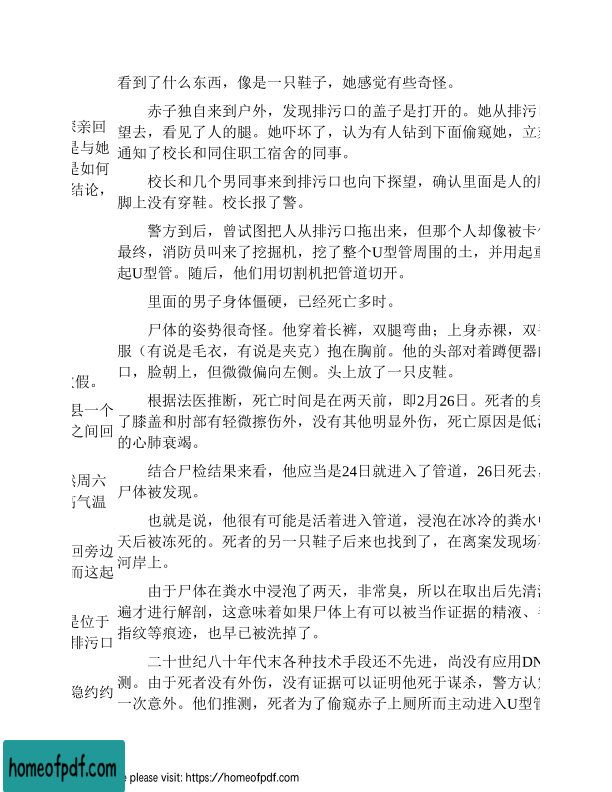 亲回
是与她
是如何
结论，
假。
县一个
之间回
周六
气温
回旁边
而这起
是位于
排污口
隐约约
看到了什么东西，像是一只鞋子，她感觉有些奇怪。
赤子独自来到户外，发现排污口的盖子是打开的。她从排污
望去，看见了人的腿。她吓坏了，认为有人钻到下面偷窥她，立
通知了校长和同住职工宿舍的同事。
校长和几个男同事来到排污口也向下探望，确认里面是人的
脚上没有穿鞋。校长报了警。
警方到后，曾试图把人从排污口拖出来，但那个人却像被卡
最终，消防员叫来了挖掘机，挖了整个U型管周围的土，并用起
起U型管。随后，他们用切割机把管道切开。
里面的男子身体僵硬，已经死亡多时。
尸体的姿势很奇怪。他穿着长裤，双腿弯曲；上身赤裸，双
服（有说是毛衣，有说是夹克）抱在胸前。他的头部对着蹲便器
口，脸朝上，但微微偏向左侧。头上放了一只皮鞋。
根据法医推断，死亡时间是在两天前，即2月26日。死者的身
了膝盖和肘部有轻微擦伤外，没有其他明显外伤，死亡原因是低
的心肺衰竭。
结合尸检结果来看，他应当是24日就进入了管道，26日死去，
尸体被发现。
也就是说，他很有可能是活着进入管道，浸泡在冰冷的粪水
天后被冻死的。死者的另一只鞋子后来也找到了，在离案发现场
河岸上。
由于尸体在粪水中浸泡了两天，非常臭，所以在取出后先清
遍才进行解剖，这意味着如果尸体上有可以被当作证据的精液、
指纹等痕迹，也早已被洗掉了。
二十世纪八十年代末各种技术手段还不先进，尚没有应用DN
测。由于死者没有外伤，没有证据可以证明他死于谋杀，警方认
一次意外。他们推测，死者为了偷窥赤子上厕所而主动进入U型管
homeofpdf.com
e please visit: https://homeofpdf.com